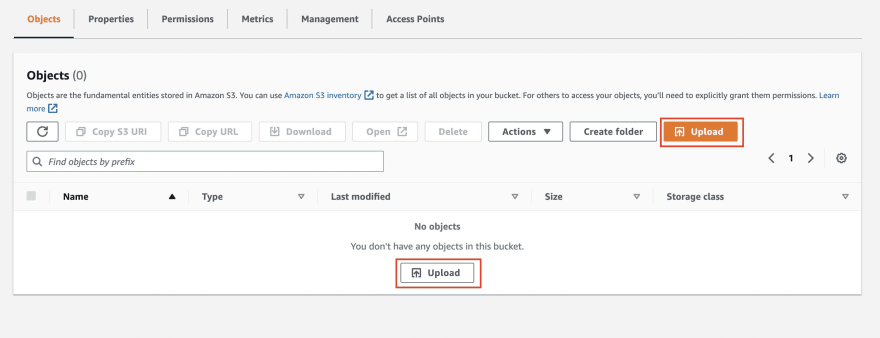 Objects Properties Permissions Metrics Management Access Points
Objects (0)
Objects are the fundamental entities stored in Amazon S3. You can use Amazon S3 inventory to get a list of all objects in your bucket. For others to access your objects, you'll need to explicitly grant them permissions. Learn
more
Copy S3 URI Copy URL Download Open Delete Actions Create folder Upload
Find objects by prefix 1
Name Type Last modified Size Storage class
No objects
You don't have any objects in this bucket.
Upload